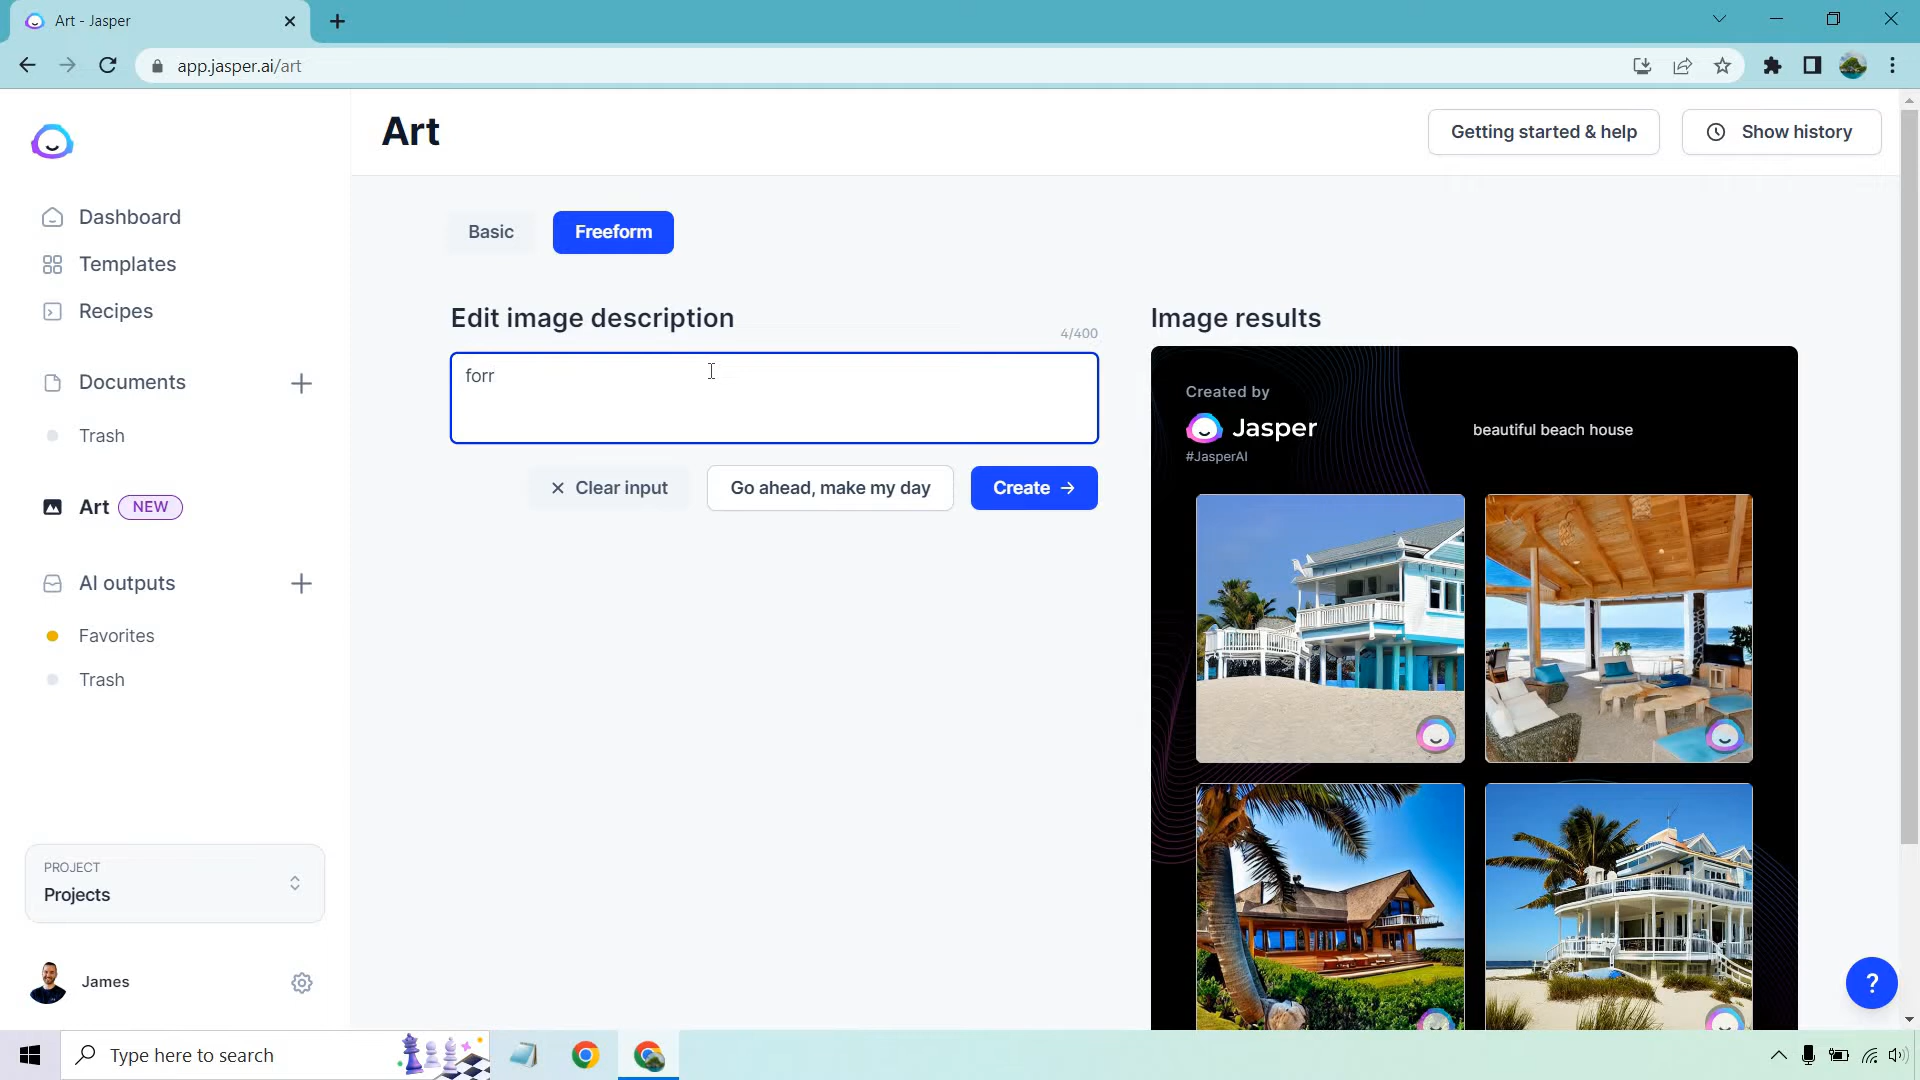 Art - Jasper
app.jasper.ai/art
Art
Getting started & help
Show history
Dashboard
Templates
Recipes
Documents
Trash
Art NEW
AI outputs
Favorites
Trash
PROJECT
Projects
James
Basic
Freeform
Edit image description
4/400
forr
Clear input
Go ahead, make my day
Create
Image results
Created by
Jasper
#JasperAI
beautiful beach house
?
Type here to search